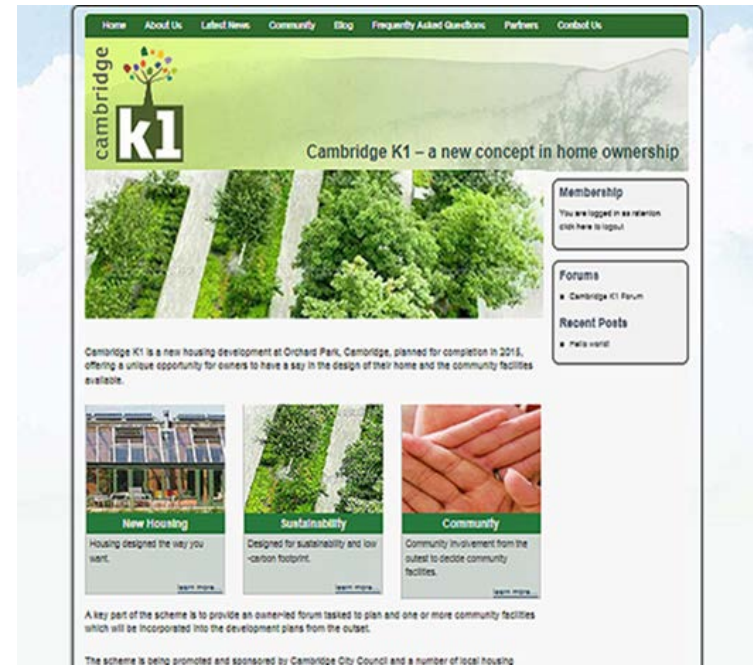 Home About Us Latest News Community Blog Frequently Asked Questions Partners Contact Us
cambridge
k1
Cambridge K1 – a new concept in home ownership
Membership
You are logged in as
click here to logout
Forums
Cambridge K1 Forum
Recent Posts
Hello world!
Cambridge K1 is a new housing development at Orchard Park, Cambridge, planned for completion in 2015,
offering a unique opportunity for owners to have a say in the design of their home and the community facilities
available.
New Housing
Housing designed the way you
want.
learn more...
Sustainability
Designed for sustainability and low
-carbon footprint.
learn more...
Community
Community involvement from the
outest to decide community
facilities.
learn more...
A key part of the scheme is to provide an owner-led forum tasked to plan and one or more community facilities
which will be incorporated into the development plans from the outset.
The scheme is being promoted and sponsored by Cambridge City Council and a number of local housing